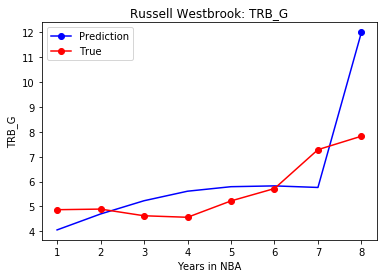 Russell Westbrook: TRB_G
Prediction
True
12
11
10
9
8
7
6
5
4
TRB_G
1 2 3 4 5 6 7 8
Years in NBA